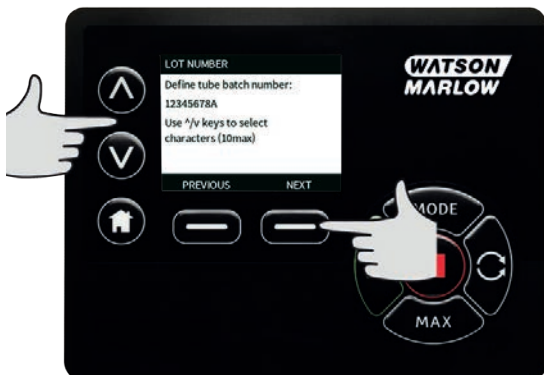 LOT NUMBER
Define tube batch number:
12345678A
Use ^/v keys to select
characters (10max)
PREVIOUS NEXT
WATSON
MARLOW
MODE
MAX